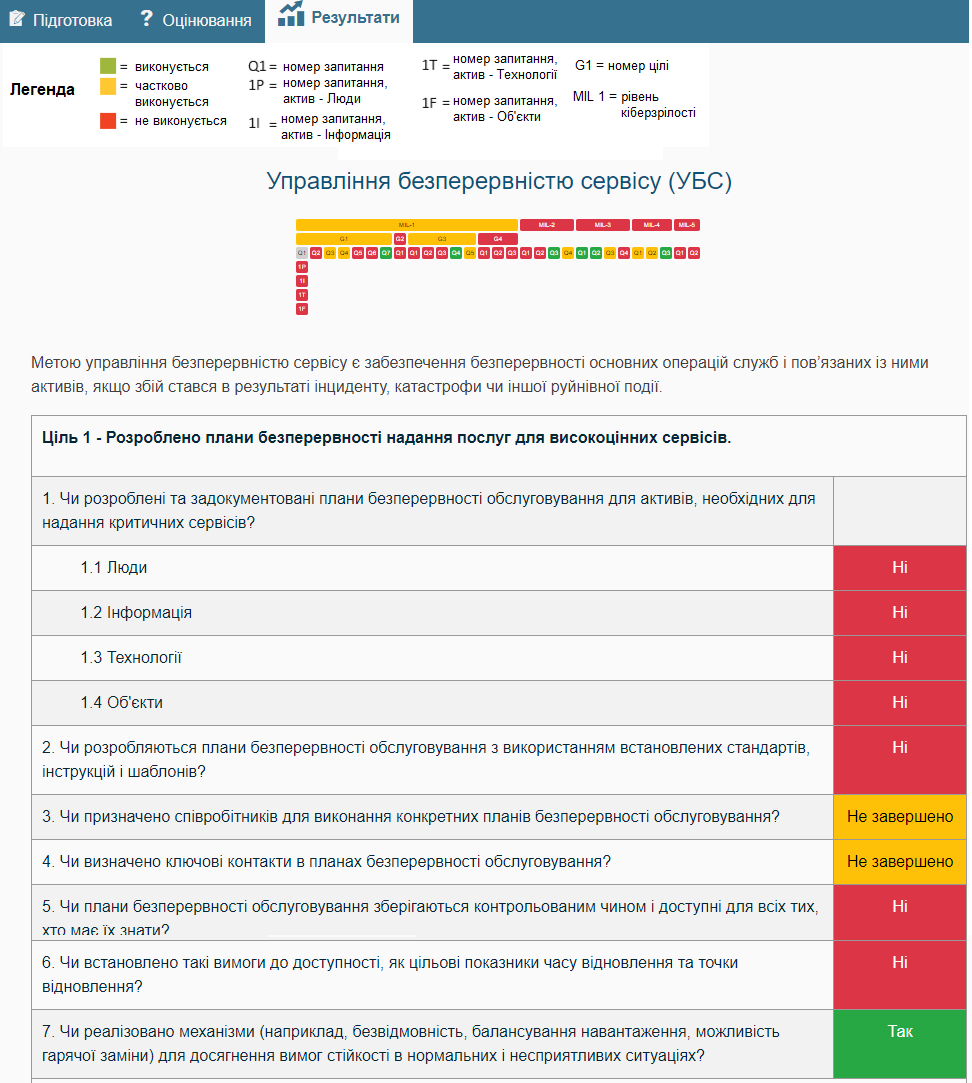 Підготовка ? Оцінювання Результати
Легенда
= виконується
= частково
виконується
= не виконується
Q1 = номер запитання
1P = номер запитання,
актив - Люди
1I = номер запитання,
актив - Інформація
1T = номер запитання,
актив - Технології
1F = номер запитання,
актив - Об'єкти
G1 = номер цілі
MIL 1 = рівень
кіберзрілості
Управління безперервністю сервісу (УБС)
MIL-1 MIL-2 MIL-3 MIL-4 MIL-5
G1 G2 G3 G4
Q1 Q2 Q3 Q4 Q5 Q6 Q7 Q1 Q1 Q2 Q3 Q4 Q5 Q1 Q2 Q3 Q1 Q2 Q3 Q4 Q1 Q2 Q3 Q4 Q1 Q2 Q3 Q1 Q2
1P
1I
1T
1F
Метою управління безперервністю сервісу є забезпечення безперервності основних операцій служб і пов’язаних із ними
активів, якщо збій стався в результаті інциденту, катастрофи чи іншої руйнівної події.
Ціль 1 - Розроблено плани безперервності надання послуг для високоцінних сервісів.
1. Чи розроблені та задокументовані плани безперервності обслуговування для активів, необхідних для
надання критичних сервісів?
1.1 Люди Ні
1.2 Інформація Ні
1.3 Технології Ні
1.4 Об'єкти Ні
2. Чи розробляються плани безперервності обслуговування з використанням встановлених стандартів, Ні
інструкцій і шаблонів?
3. Чи призначено співробітників для виконання конкретних планів безперервності обслуговування? Не завершено
4. Чи визначено ключові контакти в планах безперервності обслуговування? Не завершено
5. Чи плани безперервності обслуговування зберігаються контрольованим чином і доступні для всіх тих, Ні
хто має їх знати?
6. Чи встановлено такі вимоги до доступності, як цільові показники часу відновлення та точки Ні
відновлення?
7. Чи реалізовано механізми (наприклад, безвідмовність, балансування навантаження, можливість Так
гарячої заміни) для досягнення вимог стійкості в нормальних і несприятливих ситуаціях?